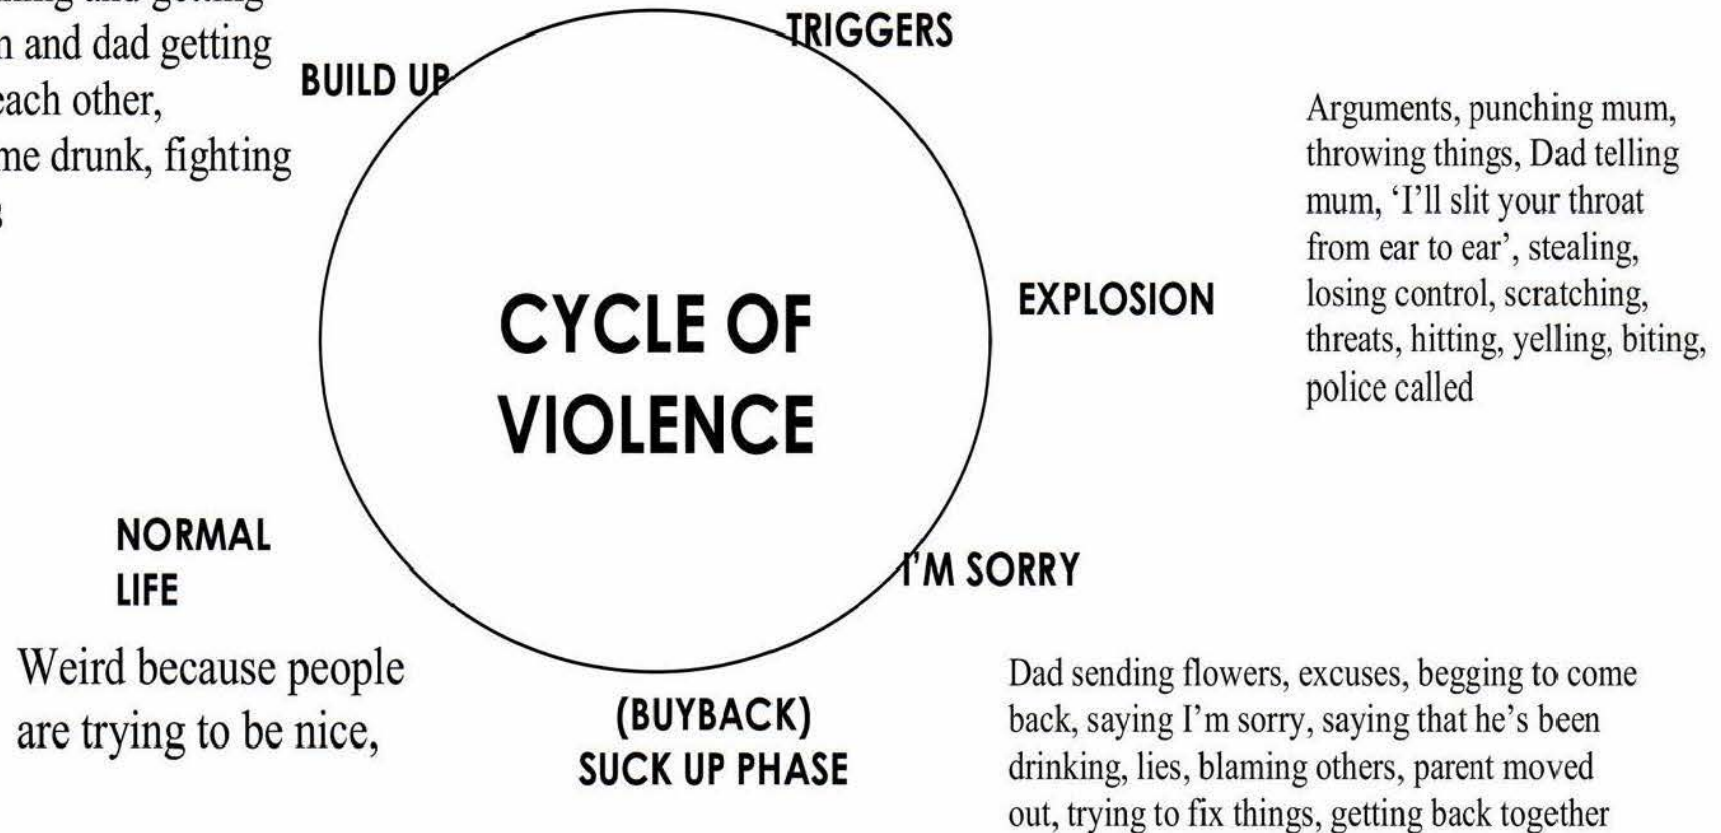 and getting
and dad getting
each other,
drunk, fighting
BUILD UP
TRIGGERS
Arguments, punching mum,
throwing things, Dad telling
mum, ‘I’ll slit your throat
from ear to ear’, stealing,
losing control, scratching,
threats, hitting, yelling, biting,
police called
EXPLOSION
CYCLE OF
VIOLENCE
NORMAL
LIFE
Weird because people
are trying to be nice,
I’M SORRY
(BUYBACK)
SUCK UP PHASE
Dad sending flowers, excuses, begging to come
back, saying I’m sorry, saying that he’s been
drinking, lies, blaming others, parent moved
out, trying to fix things, getting back together